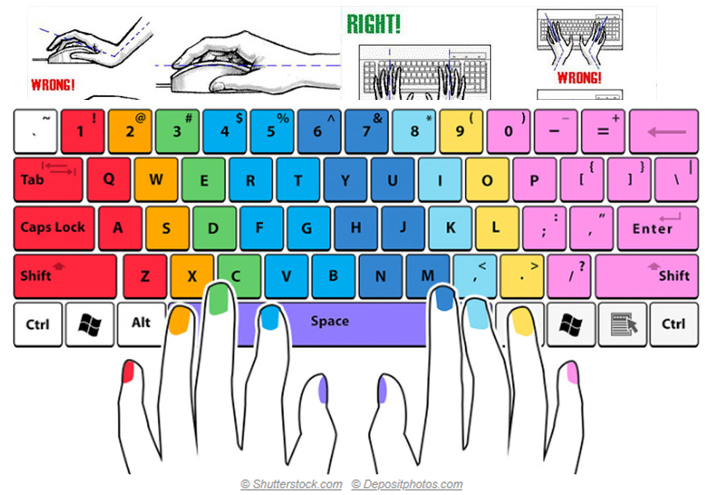 RIGHT!
WRONG!
WRONG!
~ ` ! 1 @ 2 # 3 $ 4 % 5 ^ 6 & 7 * 8 ( 9 ) 0 _ − + =
Tab Q W E R T Y U I O P { [ } ] | \
Caps Lock A S D F G H J K L : ; " , Enter
Shift Z X C V B N M < , > . ? / Shift
Ctrl Alt Space Ctrl
© Shutterstock.com © Depositphotos.com